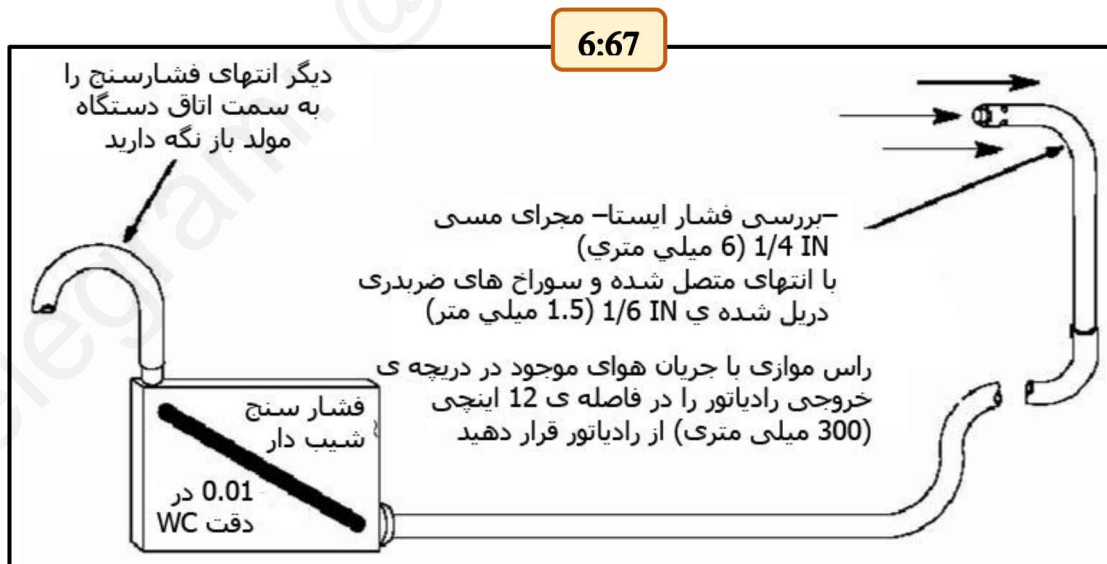 6:67
دیگر انتهای فشارسنج را
به سمت اتاق دستگاه
مولد باز نگه دارید
–بررسی فشار ایستا– مجرای مسی
1/4 IN (6 میلي متري)
با انتهای متصل شده و سوراخ های ضربدری
دریل شده ي 1/6 IN (1.5 میلي متر)
راس موازی با جریان هوای موجود در دریچه ی
خروجی رادیاتور را در فاصله ی 12 اینچی
(300 میلی متری) از رادیاتور قرار دهید
فشار سنج
شیب دار
0.01 در
دقت WC